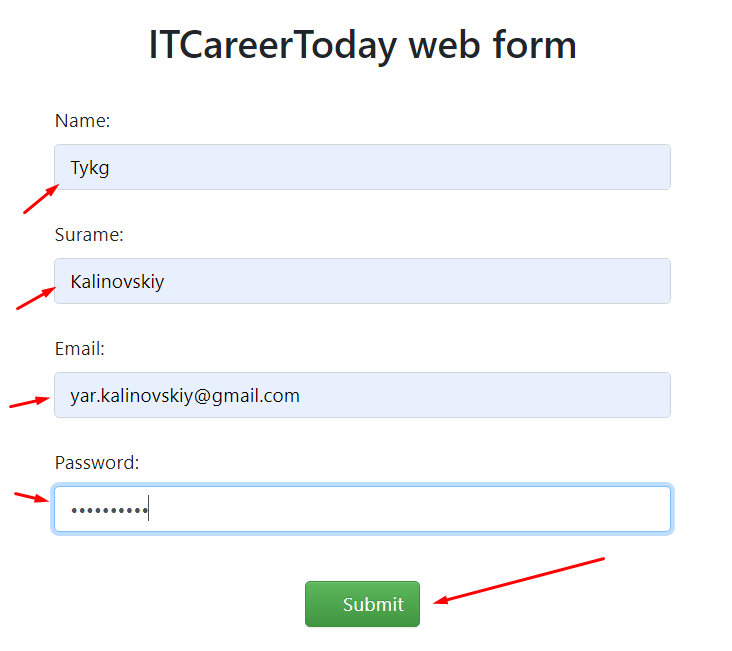 ITCareerToday web form
Name:
Tykg
Surame:
Kalinovskiy
Email:
yar.kalinovskiy@gmail.com
Password:
••••••••••
Submit